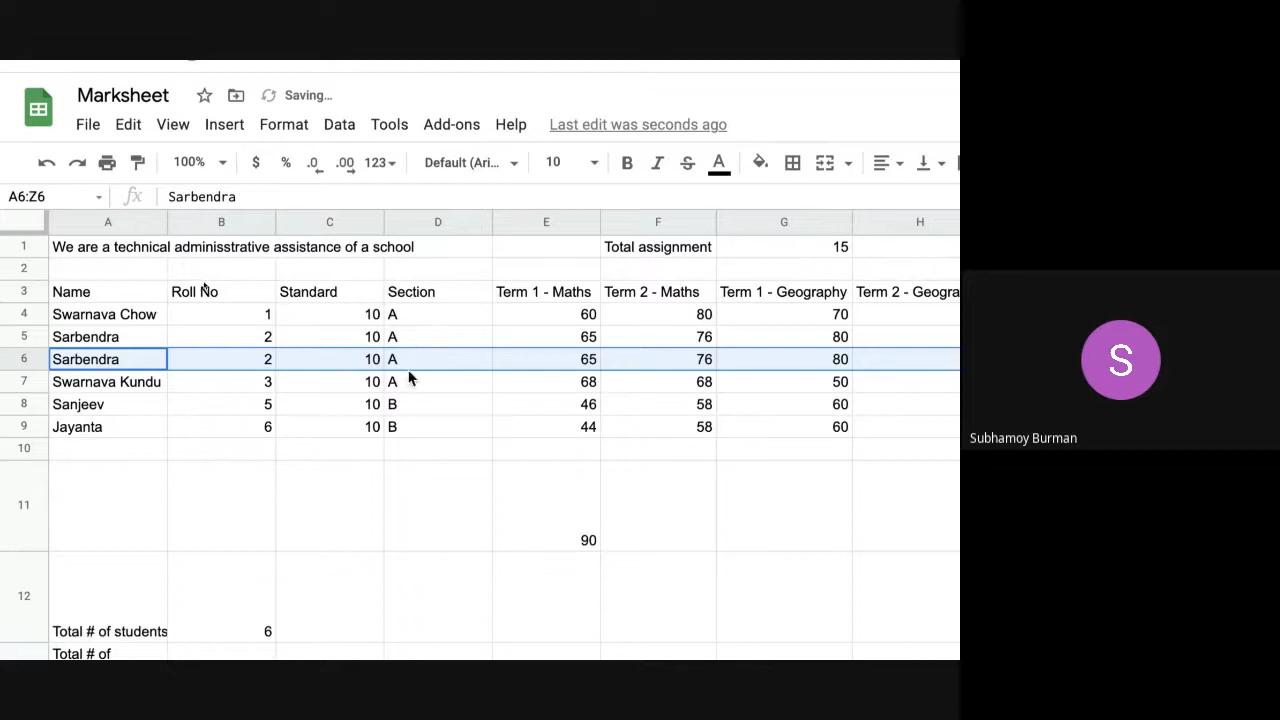 Marksheet Saving…
File Edit View Insert Format Data Tools Add-ons Help Last edit was seconds ago
100% $ % .0 .00 123 Default (Ari... 10 B I S A
A6:Z6 fx Sarbendra
A B C D E F G H
1 We are a technical adminisstrative assistance of a school Total assignment 15
2
3 Name Roll No Standard Section Term 1 - Maths Term 2 - Maths Term 1 - Geography Term 2 - Geogra
4 Swarnava Chow 1 10 A 60 80 70
5 Sarbendra 2 10 A 65 76 80
6 Sarbendra 2 10 A 65 76 80
7 Swarnava Kundu 3 10 A 68 68 50
8 Sanjeev 5 10 B 46 58 60
9 Jayanta 6 10 B 44 58 60
10
11 90
12 Total # of students 6
Total # of
S
Subhamoy Burman